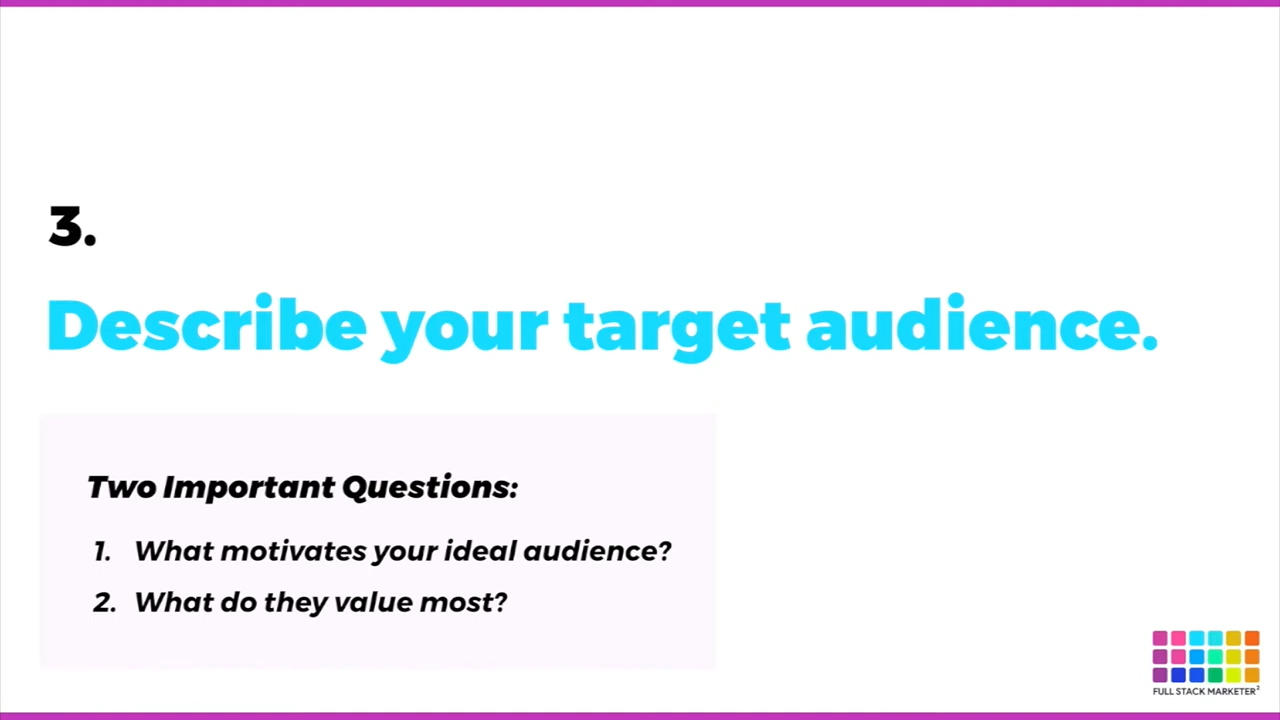 3.
Describe your target audience.
Two Important Questions:
1. What motivates your ideal audience?
2. What do they value most?
FULL STACK MARKETER²